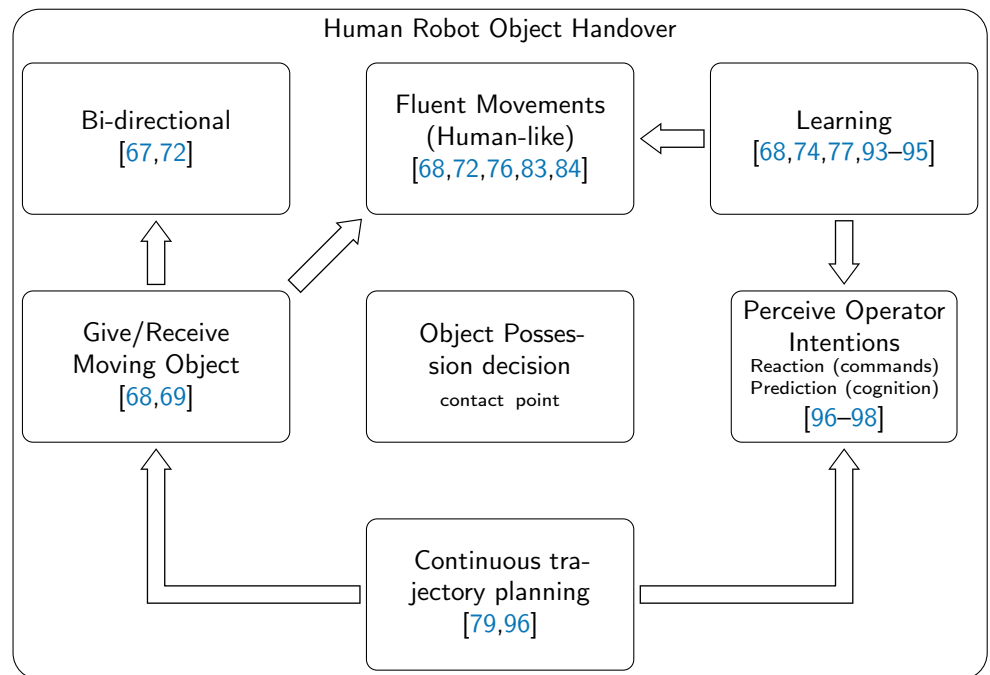 Human Robot Object Handover
Bi-directional
[67,72]
Fluent Movements
(Human-like)
[68,72,76,83,84]
Learning
[68,74,77,93–95]
Give/Receive
Moving Object
[68,69]
Object Posses-
sion decision
contact point
Perceive Operator
Intentions
Reaction (commands)
Prediction (cognition)
[96–98]
Continuous tra-
jectory planning
[79,96]